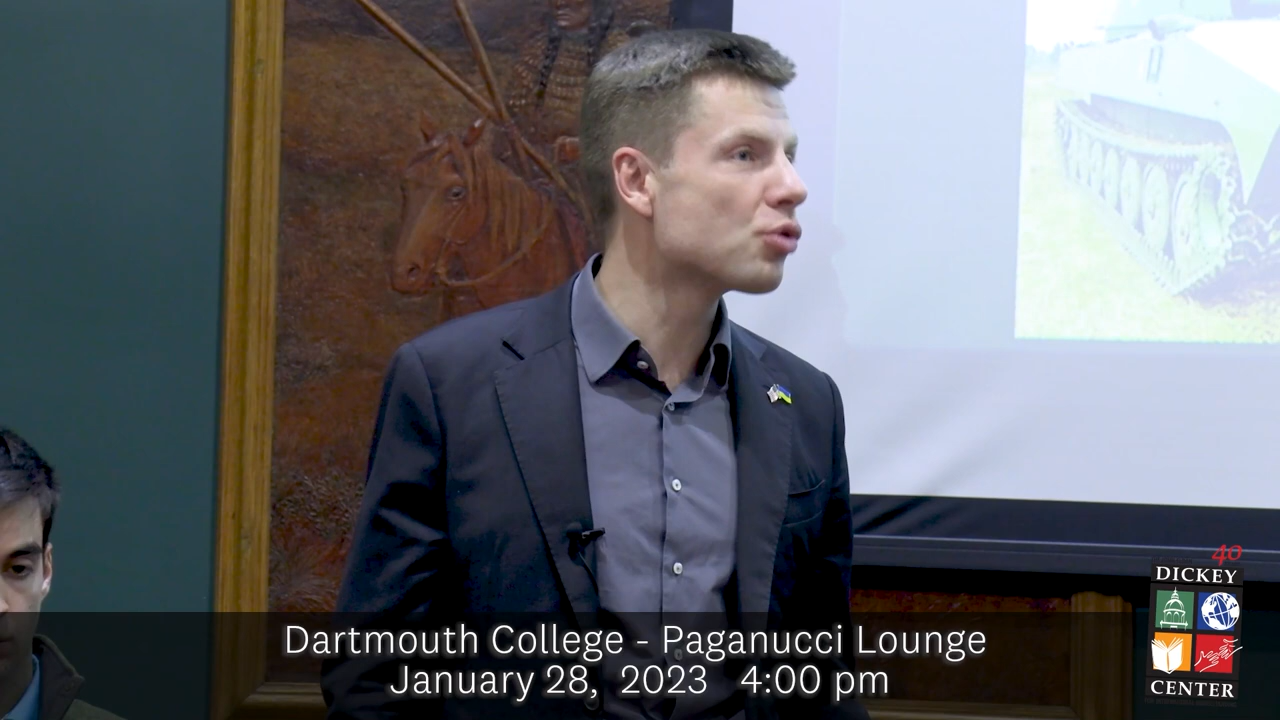 40
DICKEY
CENTER
Dartmouth College - Paganucci Lounge
January 28, 2023 4:00 pm